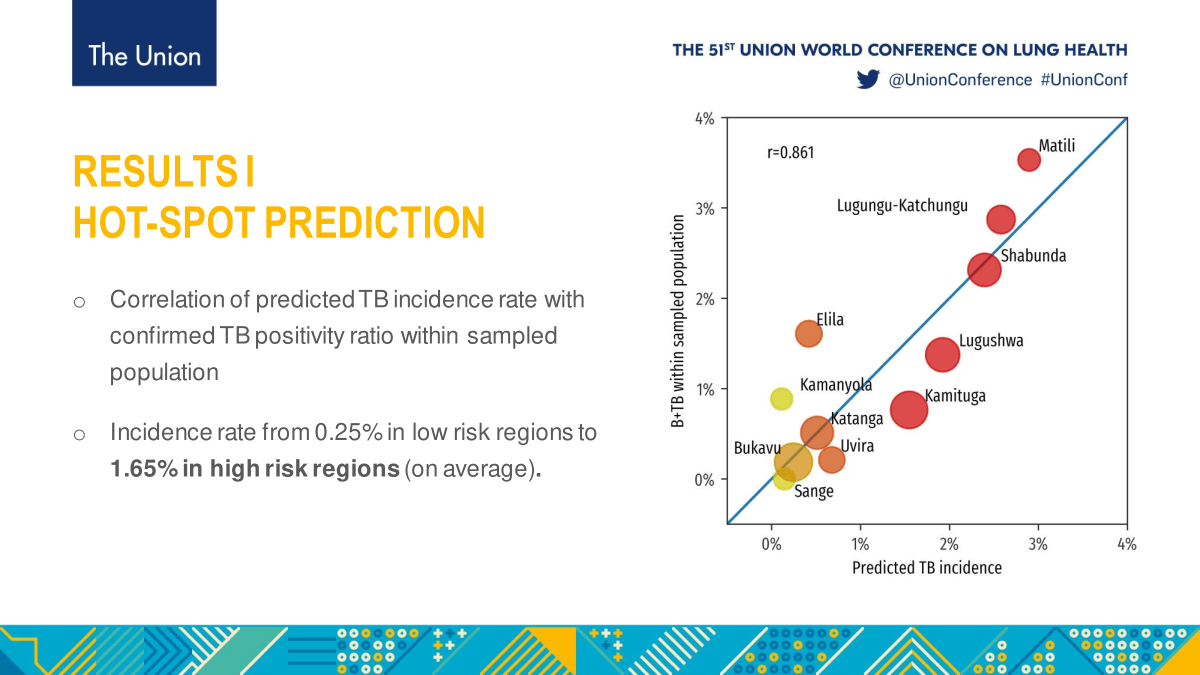 The Union
THE 51ST UNION WORLD CONFERENCE ON LUNG HEALTH
@UnionConference #UnionConf
RESULTS I
HOT-SPOT PREDICTION
o Correlation of predicted TB incidence rate with
confirmed TB positivity ratio within sampled
population
o Incidence rate from 0.25% in low risk regions to
1.65% in high risk regions (on average).
4%
3%
2%
1%
0%
B+TB within sampled population
r=0.861
Matili
Lugungu-Katchungu
Shabunda
Elila
Lugushwa
Kamanyola
Kamituga
Katanga
Bukavu
Uvira
Sange
0% 1% 2% 3% 4%
Predicted TB incidence